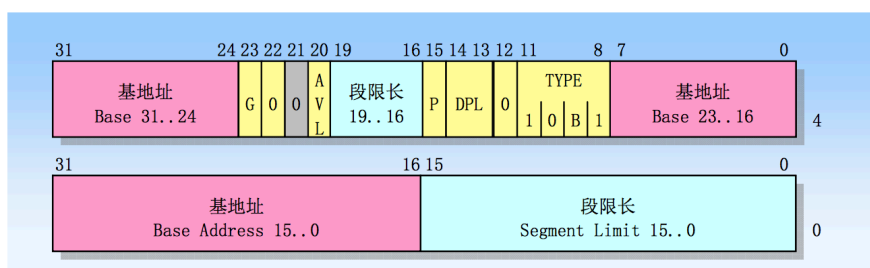 31 24 23 22 21 20 19 16 15 14 13 12 11 8 7 0
基地址
Base 31..24
G
0
0
A
V
L
段限长
19..16
P
DPL
0
TYPE
1 0 B 1
基地址
Base 23..16
4
31 16 15 0
基地址
Base Address 15..0
段限长
Segment Limit 15..0
0